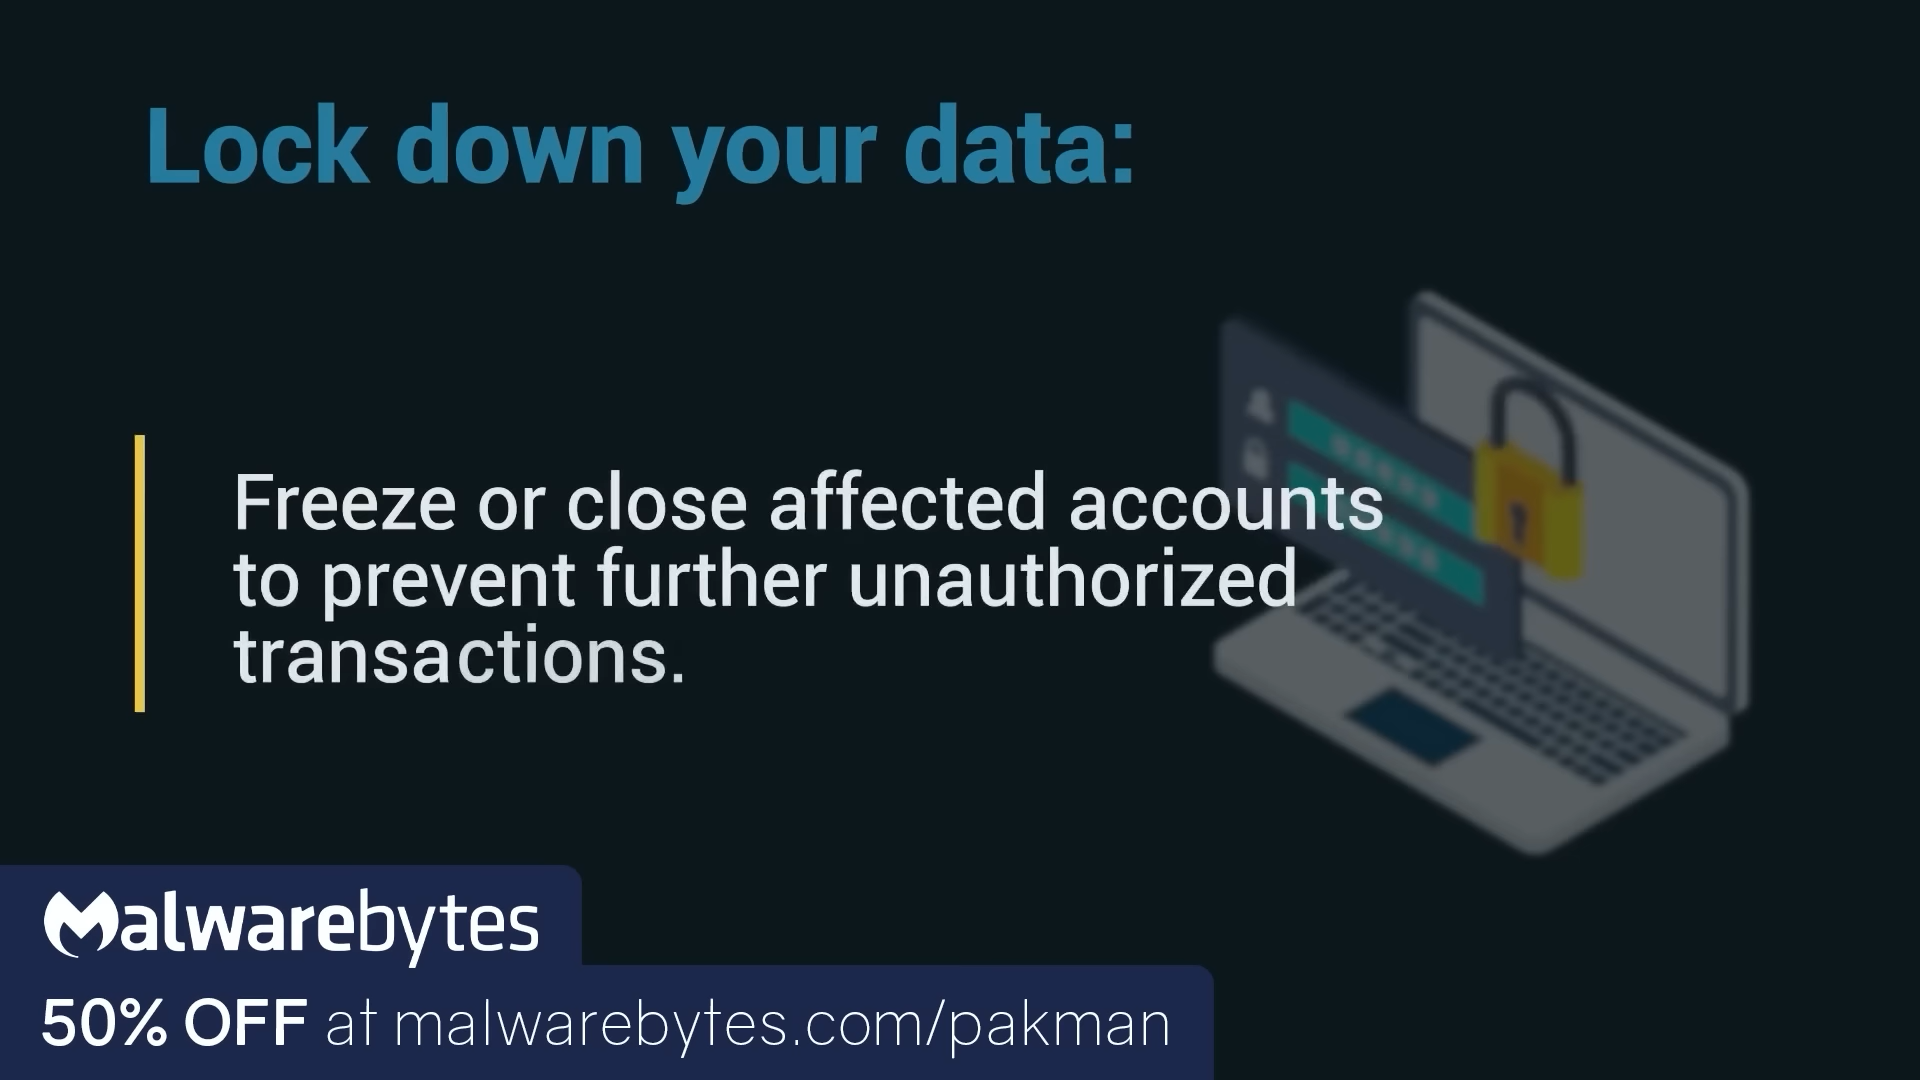 Lock down your data:
Freeze or close affected accounts
to prevent further unauthorized
transactions.
Malwarebytes
50% OFF at malwarebytes.com/pakman